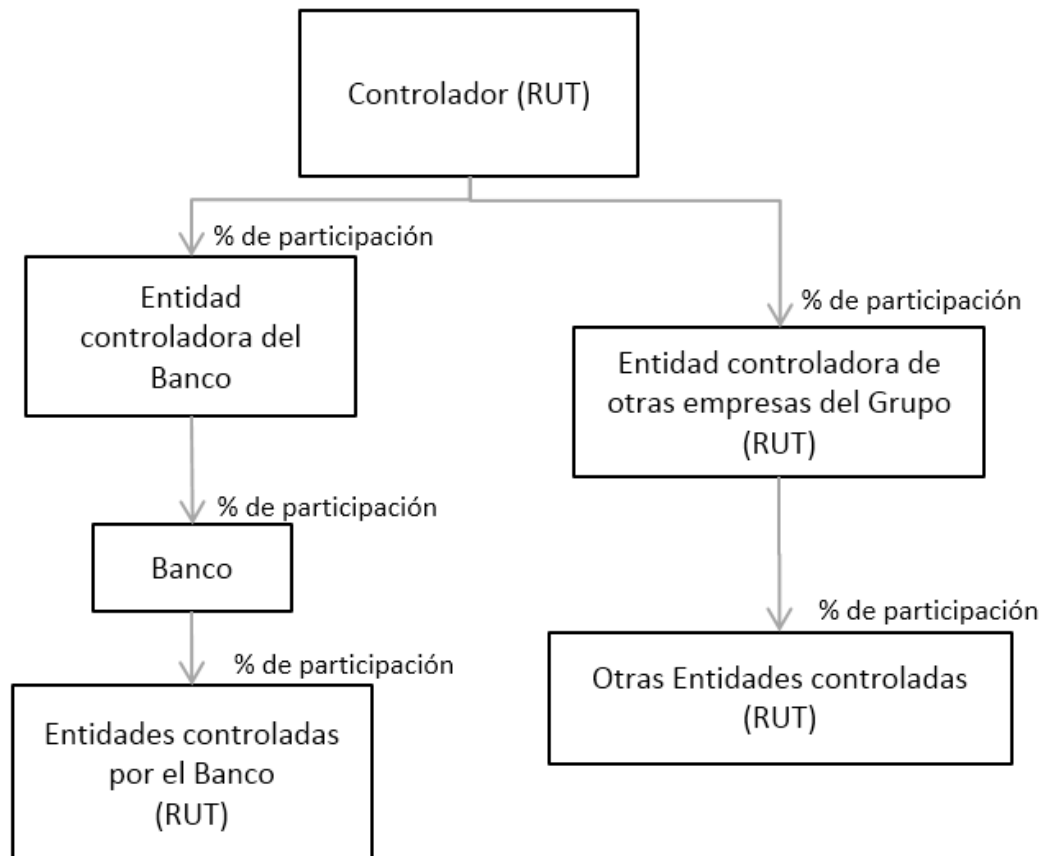 Controlador (RUT)
% de participación
Entidad
controladora del
Banco
% de participación
Banco
% de participación
Entidades controladas
por el Banco
(RUT)
% de participación
Entidad controladora de
otras empresas del Grupo
(RUT)
% de participación
Otras Entidades controladas
(RUT)